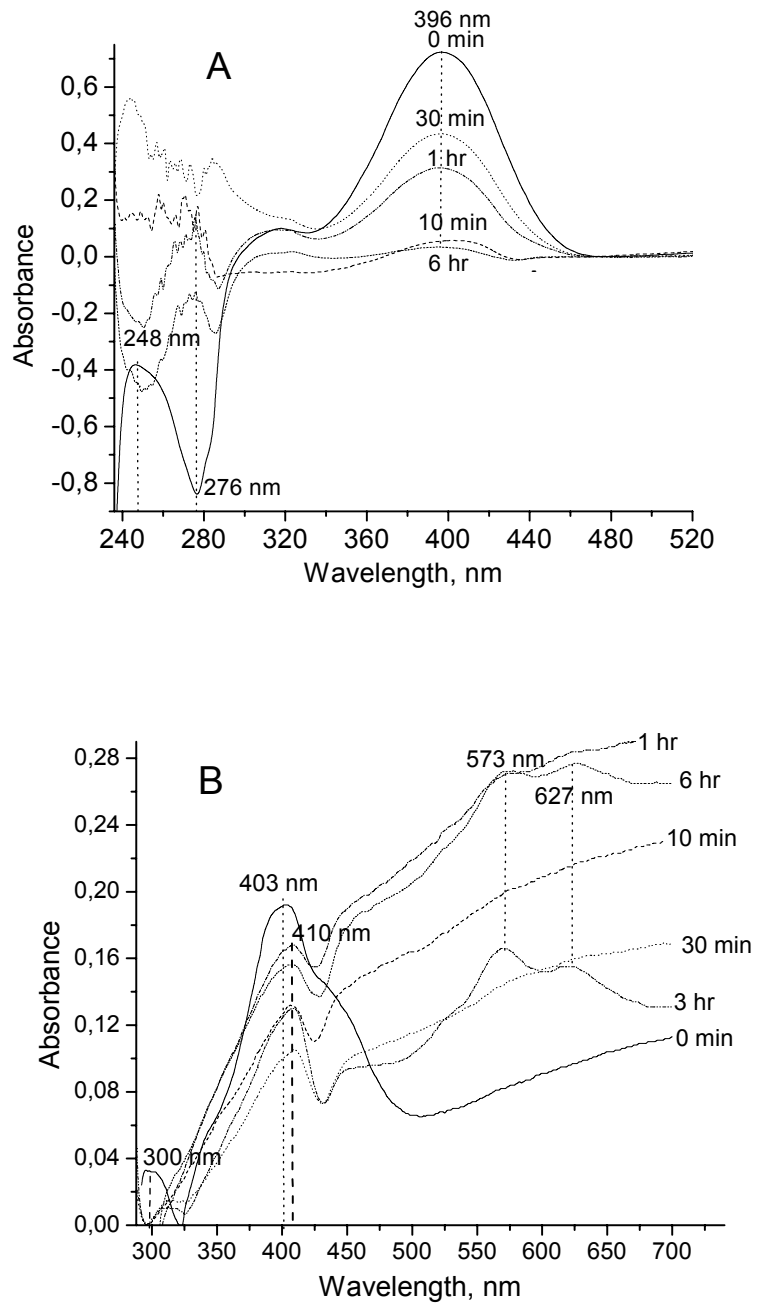 396 nm
0 min
A
0,6
30 min
0,4
1 hr
0,2
10 min
0,0
6 hr
-0,2
248 nm
-0,4
-0,6
276 nm
-0,8
Absorbance
240 280 320 360 400 440 480 520
Wavelength, nm
0,28
1 hr
573 nm
B
6 hr
627 nm
0,24
10 min
403 nm
0,20
410 nm
30 min
0,16
3 hr
0,12
0 min
0,08
300 nm
0,04
0,00
Absorbance
300 350 400 450 500 550 600 650 700
Wavelength, nm